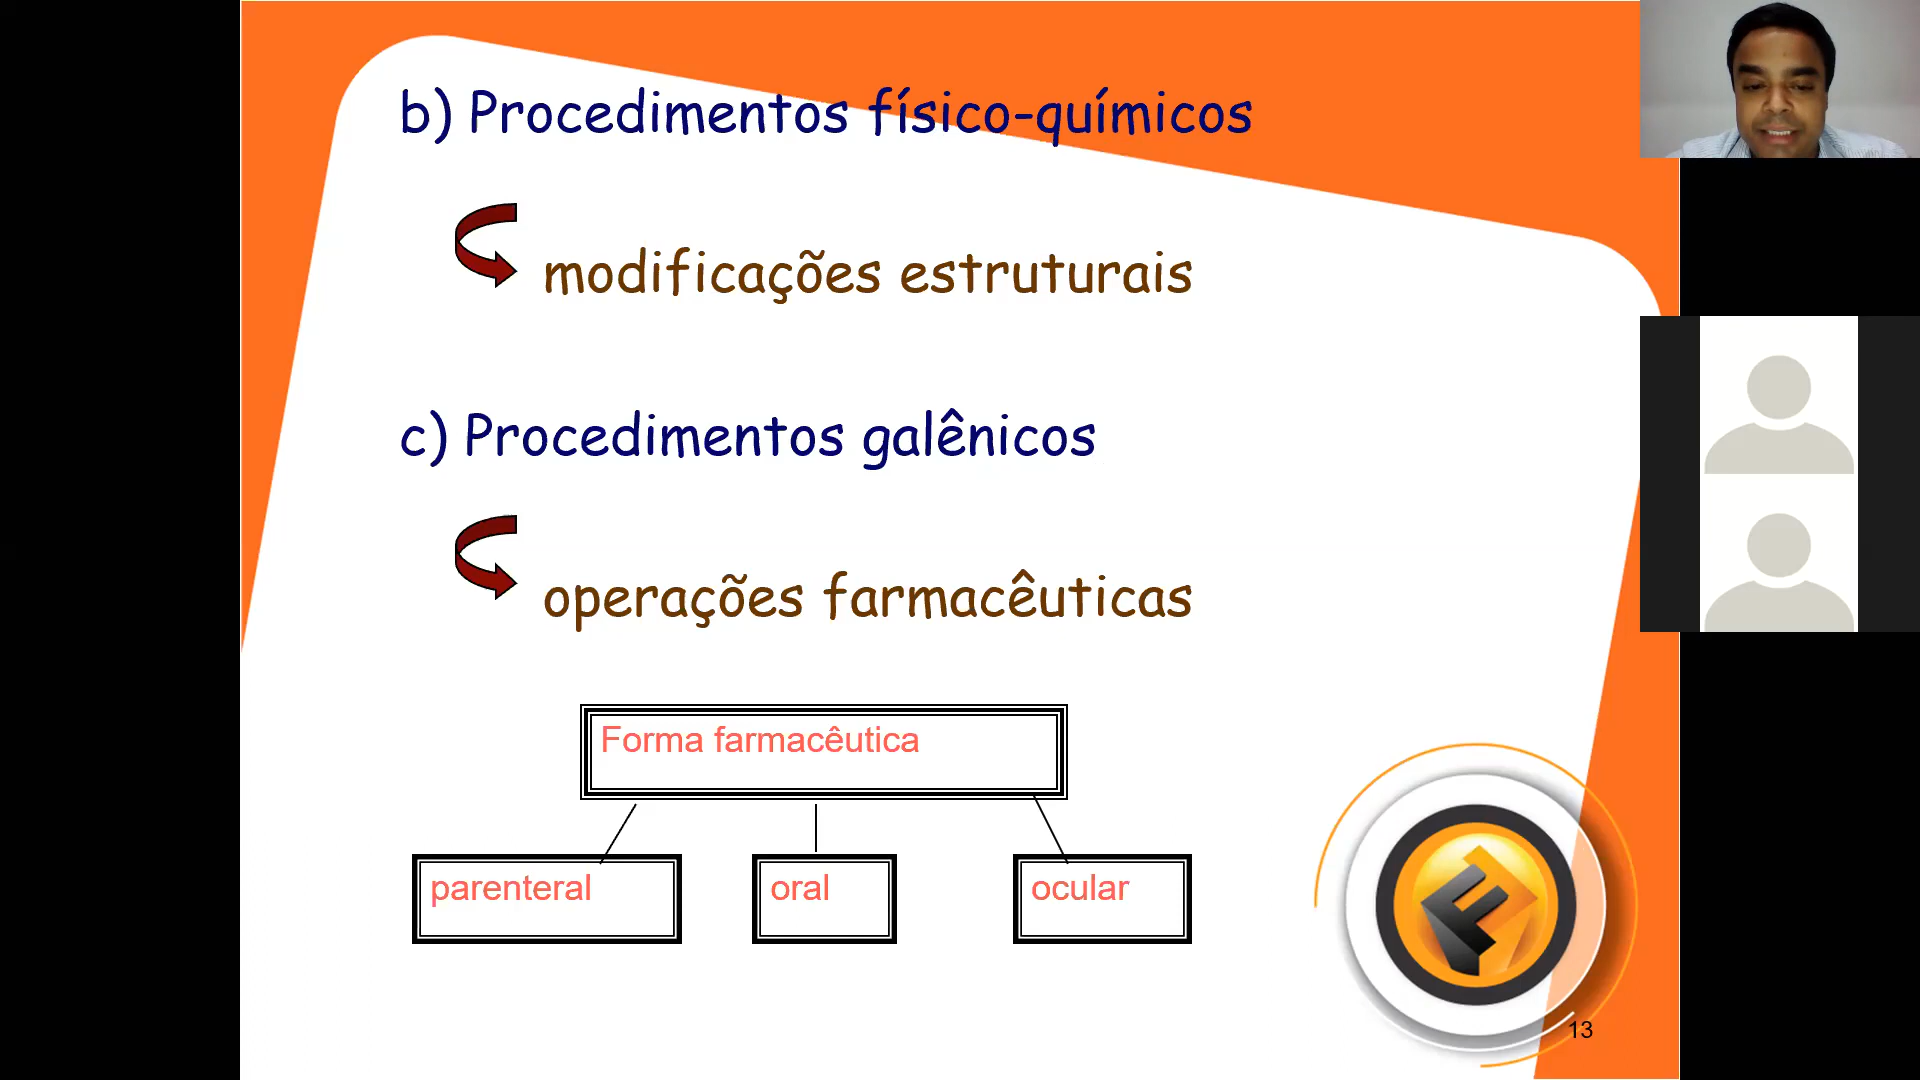 b) Procedimentos físico-químicos
modificações estruturais
c) Procedimentos galênicos
operações farmacêuticas
Forma farmacêutica
parenteral
oral
ocular
13